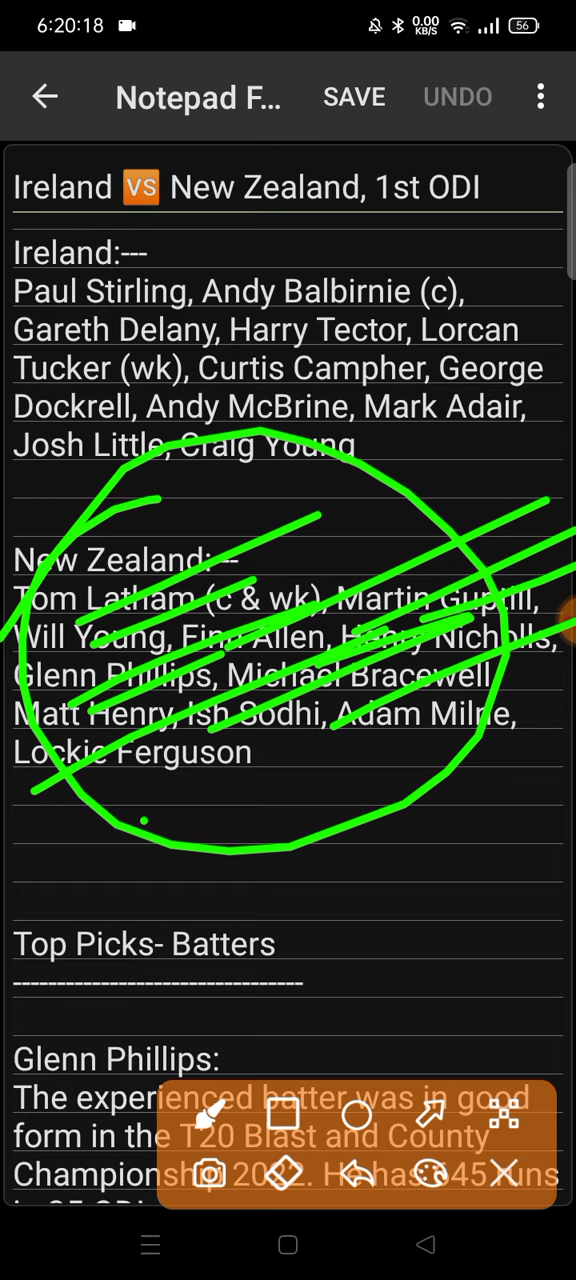 6:20:18 0.00 KB/S 56
Notepad F... SAVE UNDO
Ireland 🆚 New Zealand, 1st ODI
Ireland:---
Paul Stirling, Andy Balbirnie (c),
Gareth Delany, Harry Tector, Lorcan
Tucker (wk), Curtis Campher, George
Dockrell, Andy McBrine, Mark Adair,
Josh Little, Craig Young
New Zealand:---
Tom Latham (c & wk), Martin Guptill,
Will Young, Finn Allen, Henry Nicholls,
Glenn Phillips, Michael Bracewell,
Matt Henry, Ish Sodhi, Adam Milne,
Lockie Ferguson
Top Picks- Batters
--------------------------------
Glenn Phillips:
The experienced batter was in good
form in the T20 Blast and County
Championship 2022. He has 645 runs